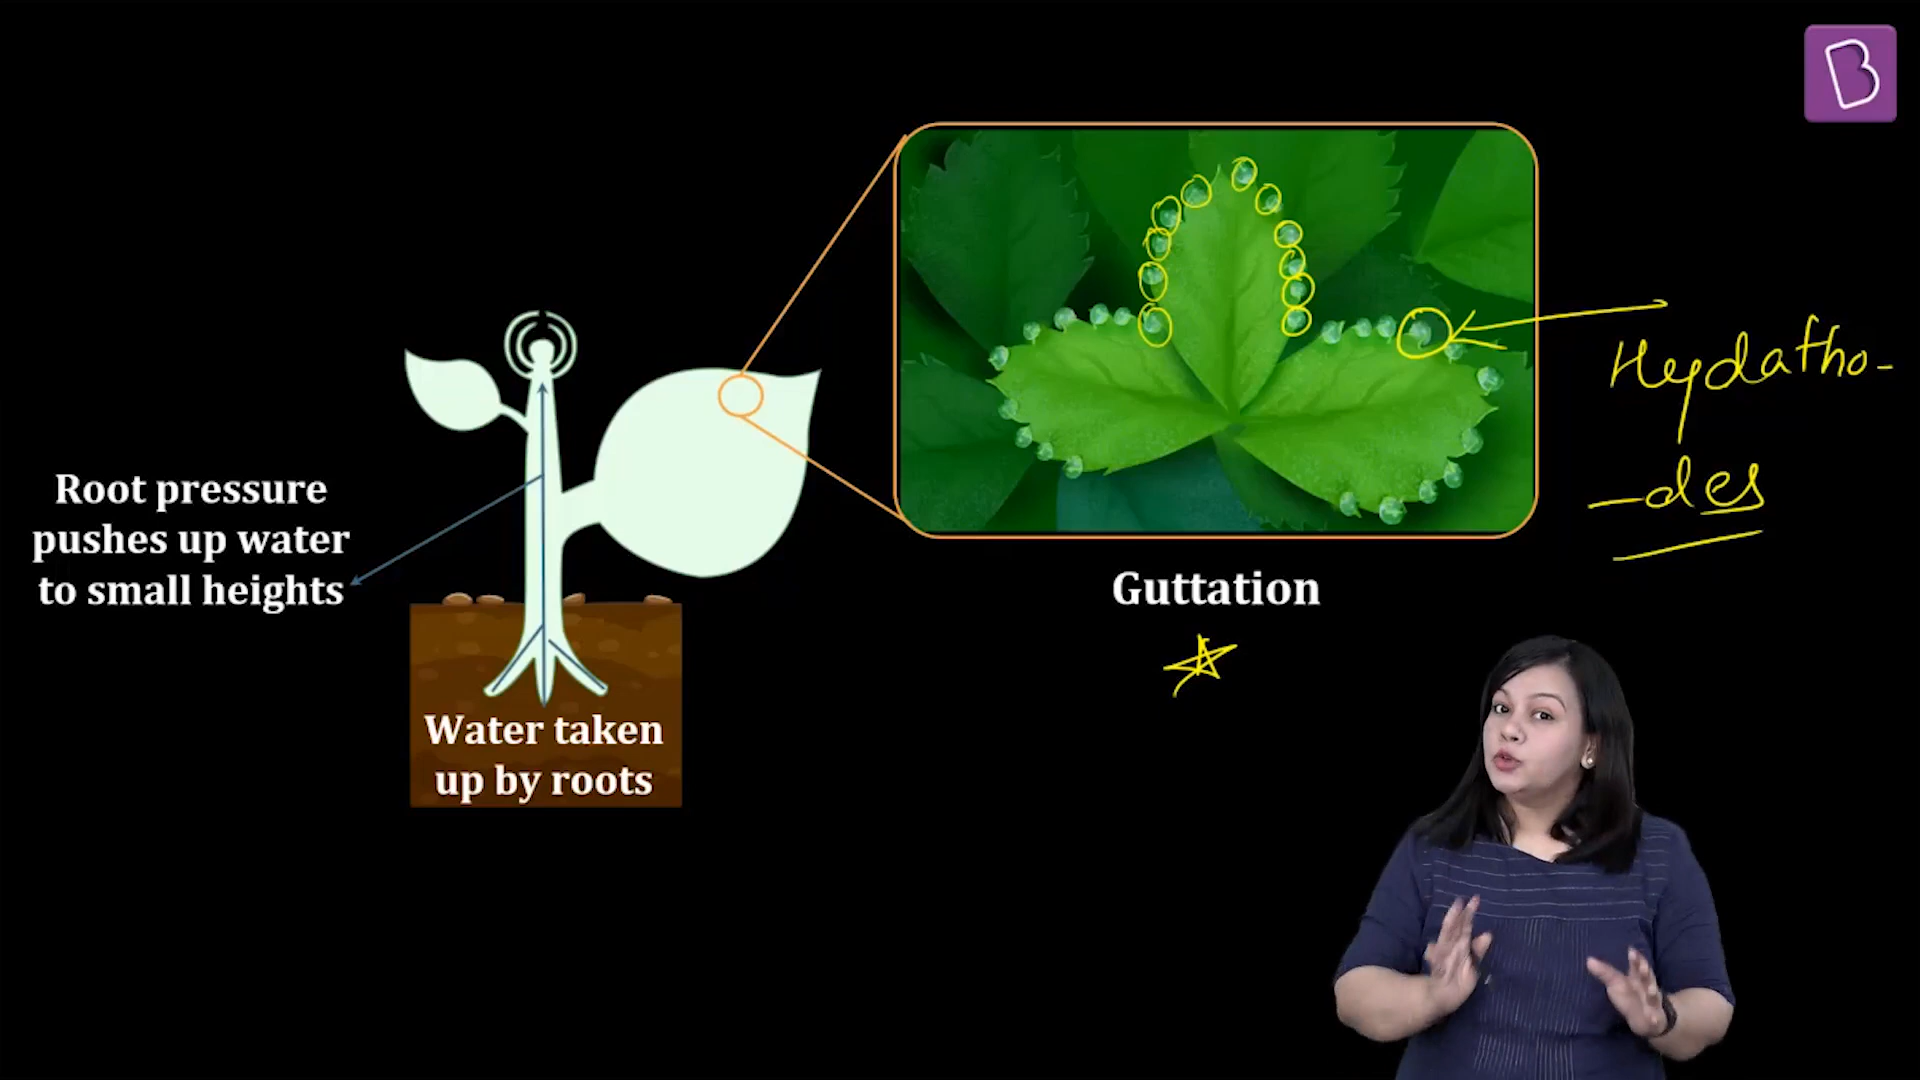 Root pressure
pushes up water
to small heights
Water taken
up by roots
Guttation
Hydatho-
-des
B